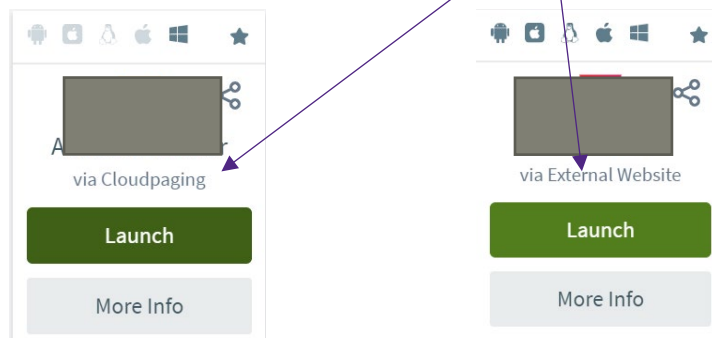 via Cloudpaging
Launch
More Info
via External Website
Launch
More Info